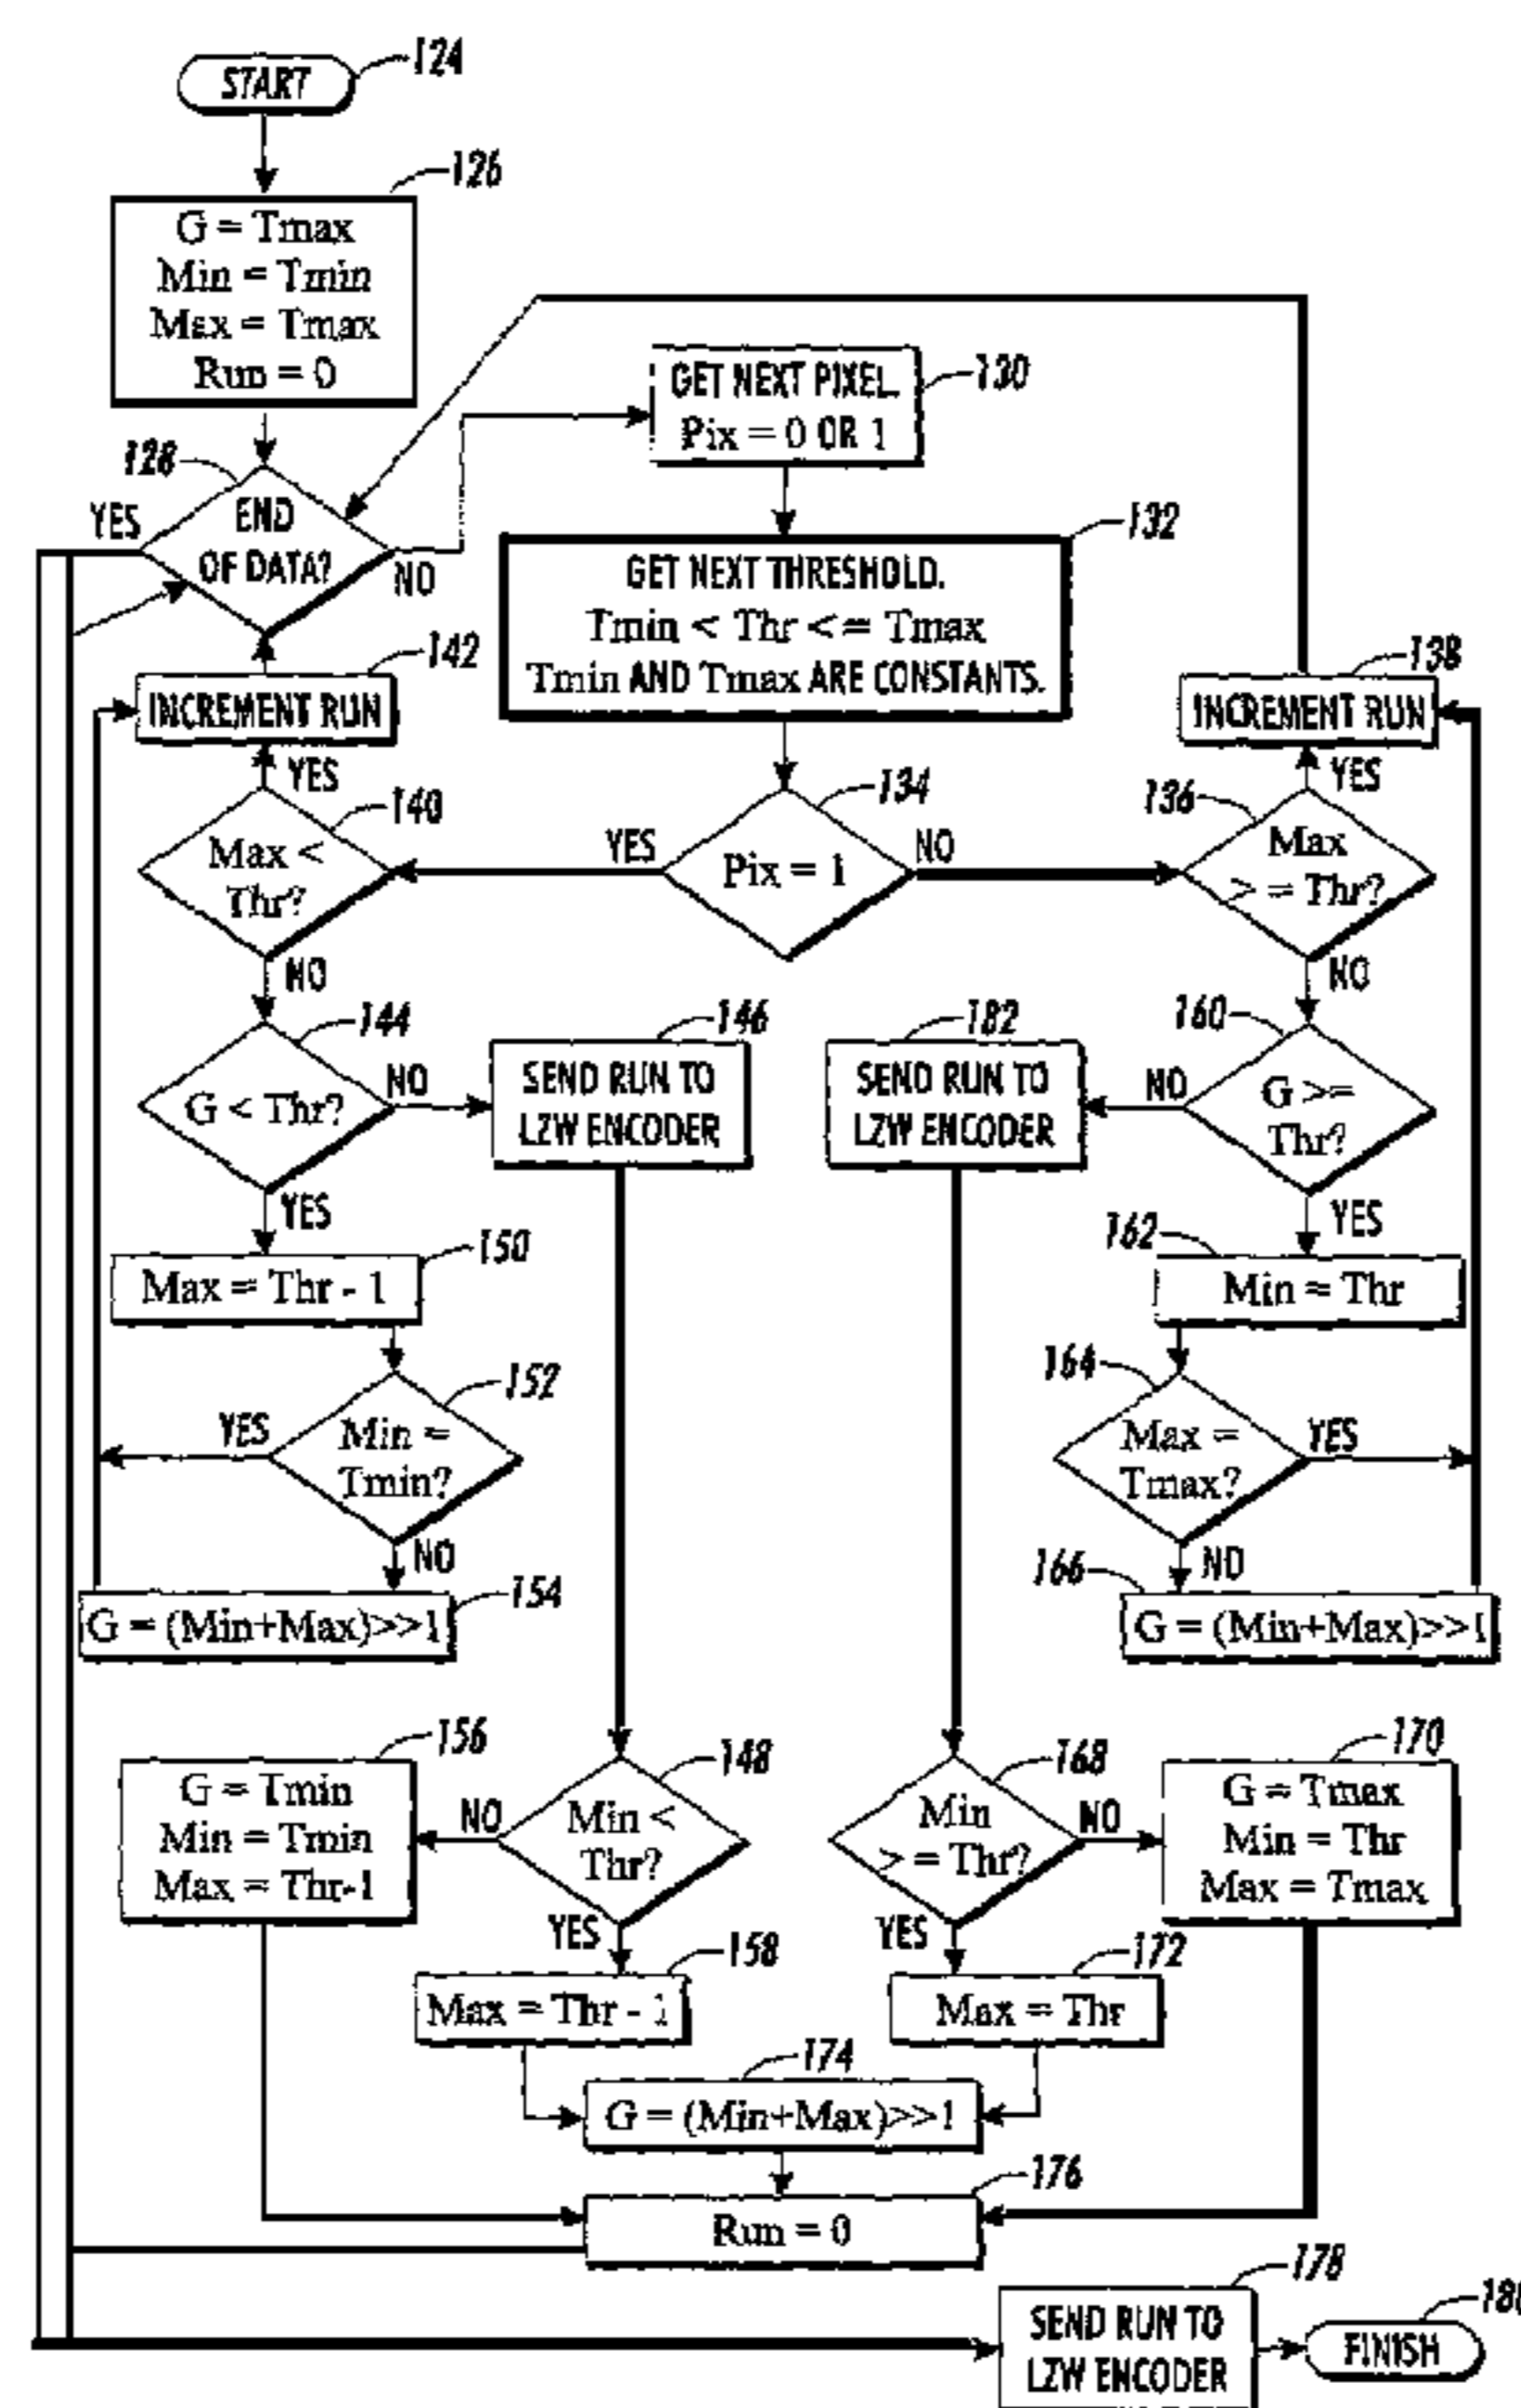 START
124
126
G = Tmax
Min = Tmin
Max = Tmax
Run = 0
128
YES
END
OF DATA?
NO
GET NEXT PIXEL.
Pix = 0 OR 1
130
132
GET NEXT THRESHOLD.
Tmin < Thr <= Tmax
Tmin AND Tmax ARE CONSTANTS.
142
INCREMENT RUN
138
INCREMENT RUN
YES
140
Max <
Thr?
NO
YES
134
Pix = 1
NO
YES
136
Max
>= Thr?
NO
144
G < Thr?
NO
YES
146
SEND RUN TO
LZW ENCODER
182
SEND RUN TO
LZW ENCODER
160
NO
G >=
Thr?
YES
150
Max = Thr - 1
162
Min = Thr
152
YES
Min =
Tmin?
NO
164
Max =
Tmax?
YES
NO
154
G = (Min+Max)>>1
166
G = (Min+Max)>>1
156
G = Tmin
Min = Tmin
Max = Thr-1
148
NO
Min <
Thr?
YES
168
Min
>= Thr?
NO
YES
170
G = Tmax
Min = Thr
Max = Tmax
158
Max = Thr - 1
172
Max = Thr
174
G = (Min+Max)>>1
176
Run = 0
178
SEND RUN TO
LZW ENCODER
FINISH